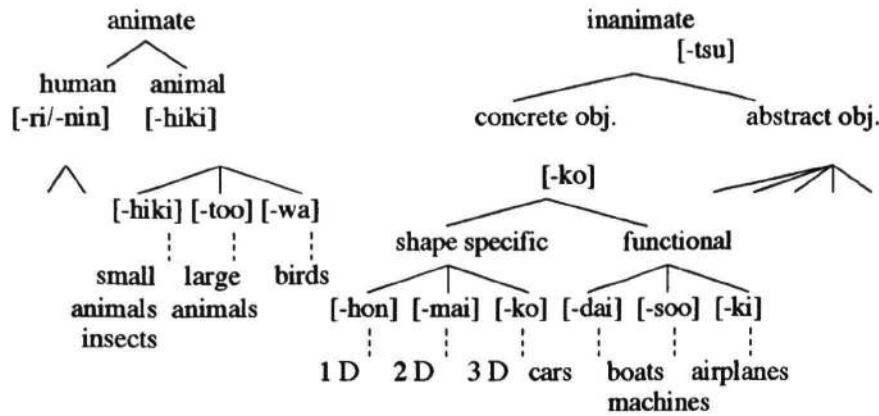 animate inanimate
[-tsu]
human animal
[-ri/-nin] [-hiki] concrete obj. abstract obj.
[-ko]
[-hiki] [-too] [-wa]
shape specific functional
small large birds
animals animals
insects
[-hon] [-mai] [-ko] [-dai] [-soo] [-ki]
1 D 2 D 3 D cars boats airplanes
machines